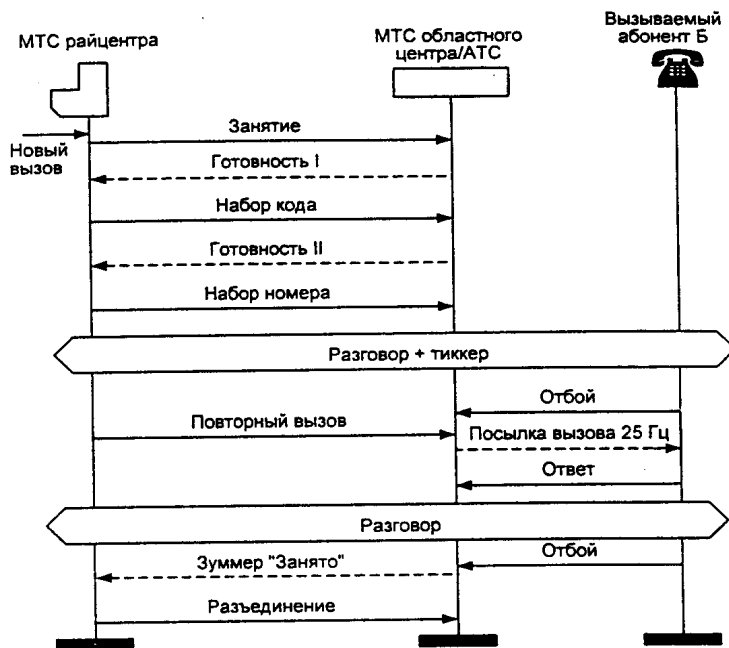 МТС райцентра
МТС областного
центра/АТС
Вызываемый
абонент Б
Новый
вызов
Занятие
Готовность I
Набор кода
Готовность II
Набор номера
Разговор + тиккер
Отбой
Повторный вызов
Посылка вызова 25 Гц
Ответ
Разговор
Зуммер "Занято"
Отбой
Разъединение